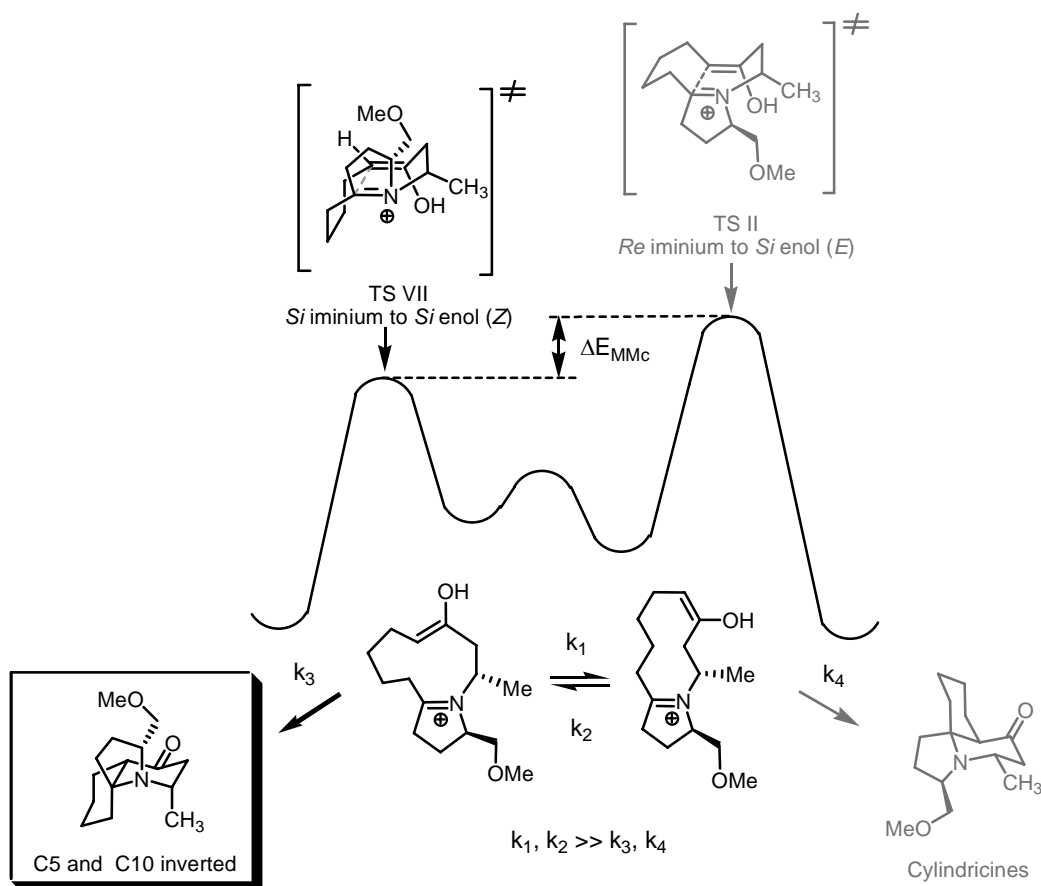 ≠
≠
MeO
H
N
⊕
OH
CH3
N
⊕
OH
CH3
OMe
TS VII
Si iminium to Si enol (Z)
TS II
Re iminium to Si enol (E)
ΔEMMc
OH
N
⊕
Me
OMe
k1
k2
OH
N
⊕
Me
OMe
k3
k4
MeO
O
N
CH3
C5 and C10 inverted
k1, k2 >> k3, k4
O
N
CH3
MeO
Cylindricines